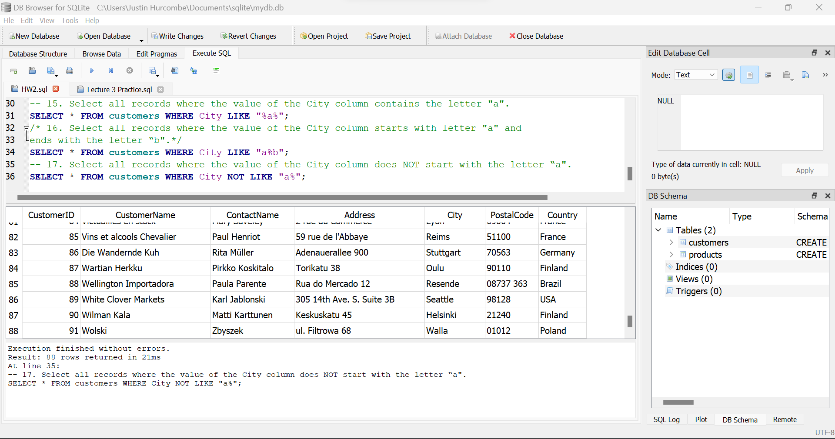 DB Browser for SQLite - C:\Users\Justin Hurcombe\Documents\sqlite\mydb.db
File Edit View Tools Help
New Database Open Database Write Changes Revert Changes Open Project Save Project Attach Database Close Database
Database Structure Browse Data Edit Pragmas Execute SQL
HW2.sql Lecture 3 Practice.sql
30 -- 15. Select all records where the value of the City column contains the letter "a".
31 SELECT * FROM customers WHERE City LIKE "%a%";
32 /* 16. Select all records where the value of the City column starts with letter "a" and
33 ends with the letter "b".*/
34 SELECT * FROM customers WHERE City LIKE "a%b";
35 -- 17. Select all records where the value of the City column does NOT start with the letter "a".
36 SELECT * FROM customers WHERE City NOT LIKE "a%";
CustomerID CustomerName ContactName Address City PostalCode Country
82 85 Vins et alcools Chevalier Paul Henriot 59 rue de l'Abbaye Reims 51100 France
83 86 Die Wandernde Kuh Rita Müller Adenauerallee 900 Stuttgart 70563 Germany
84 87 Wartian Herkku Pirkko Koskitalo Torikatu 38 Oulu 90110 Finland
85 88 Wellington Importadora Paula Parente Rua do Mercado 12 Resende 08737 363 Brazil
86 89 White Clover Markets Karl Jablonski 305 14th Ave. S. Suite 3B Seattle 98128 USA
87 90 Wilman Kala Matti Karttunen Keskuskatu 45 Helsinki 21240 Finland
88 91 Wolski Zbyszek ul. Filtrowa 68 Walla 01012 Poland
Execution finished without errors.
Result: 88 rows returned in 21ms
At line 35:
-- 17. Select all records where the value of the City column does NOT start with the letter "a".
SELECT * FROM customers WHERE City NOT LIKE "a%";
Edit Database Cell
Mode: Text
NULL
Type of data currently in cell: NULL
0 byte(s)
Apply
DB Schema
Name Type Schema
Tables (2)
customers CREATE
products CREATE
Indices (0)
Views (0)
Triggers (0)
SQL Log Plot DB Schema Remote
UTF-8